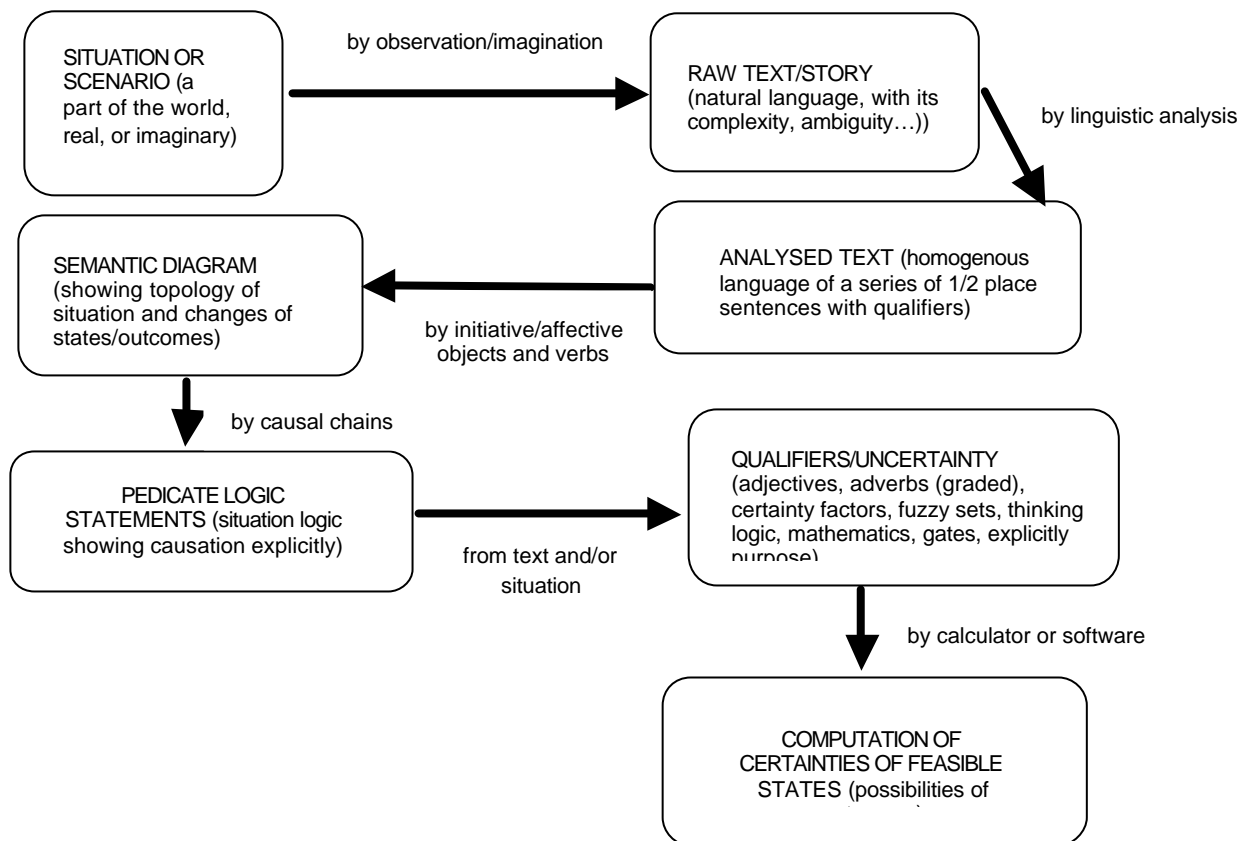 SITUATION OR
SCENARIO (a
part of the world,
real, or imaginary)
by observation/imagination
RAW TEXT/STORY
(natural language, with its
complexity, ambiguity…))
by linguistic analysis
ANALYSED TEXT (homogenous
language of a series of 1/2 place
sentences with qualifiers)
by initiative/affective
objects and verbs
SEMANTIC DIAGRAM
(showing topology of
situation and changes of
states/outcomes)
by causal chains
PEDICATE LOGIC
STATEMENTS (situation logic
showing causation explicitly)
from text and/or
situation
QUALIFIERS/UNCERTAINTY
(adjectives, adverbs (graded),
certainty factors, fuzzy sets, thinking
logic, mathematics, gates, explicitly
purpose)
by calculator or software
COMPUTATION OF
CERTAINTIES OF FEASIBLE
STATES (possibilities of